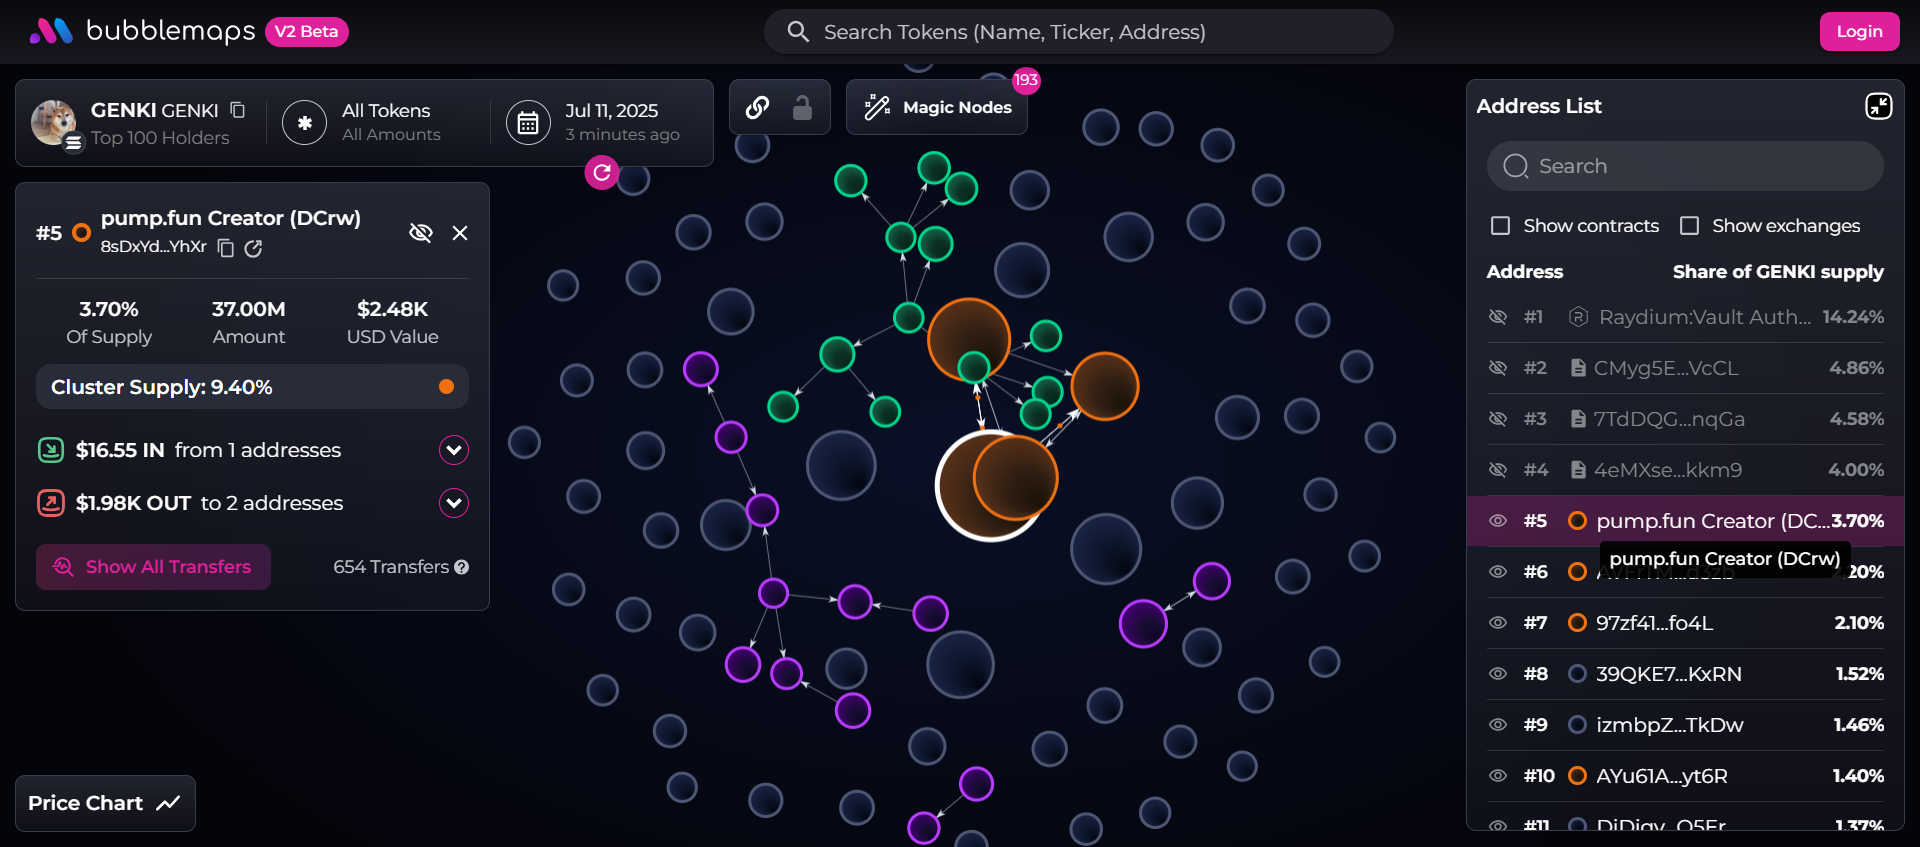 bubblemaps V2 Beta
Search Tokens (Name, Ticker, Address)
Login
GENKI GENKI
Top 100 Holders
All Tokens
All Amounts
Jul 11, 2025
3 minutes ago
Magic Nodes
193
#5 pump.fun Creator (DCrw)
8sDxYd...YhXr
3.70% 37.00M $2.48K
Of Supply Amount USD Value
Cluster Supply: 9.40%
$16.55 IN from 1 addresses
$1.98K OUT to 2 addresses
Show All Transfers 654 Transfers
Price Chart
Address List
Search
Show contracts Show exchanges
Address Share of GENKI supply
#1 Raydium:Vault Auth... 14.24%
#2 CMyg5E...VcCL 4.86%
#3 7TdDQG...nqGa 4.58%
#4 4eMXse...kkm9 4.00%
#5 pump.fun Creator (DC... 3.70%
pump.fun Creator (DCrw)
#6
#7 97zf41...fo4L 2.10%
#8 39QKE7...KxRN 1.52%
#9 izmbpZ...TkDw 1.46%
#10 AYu61A...yt6R 1.40%
#11 1.37%